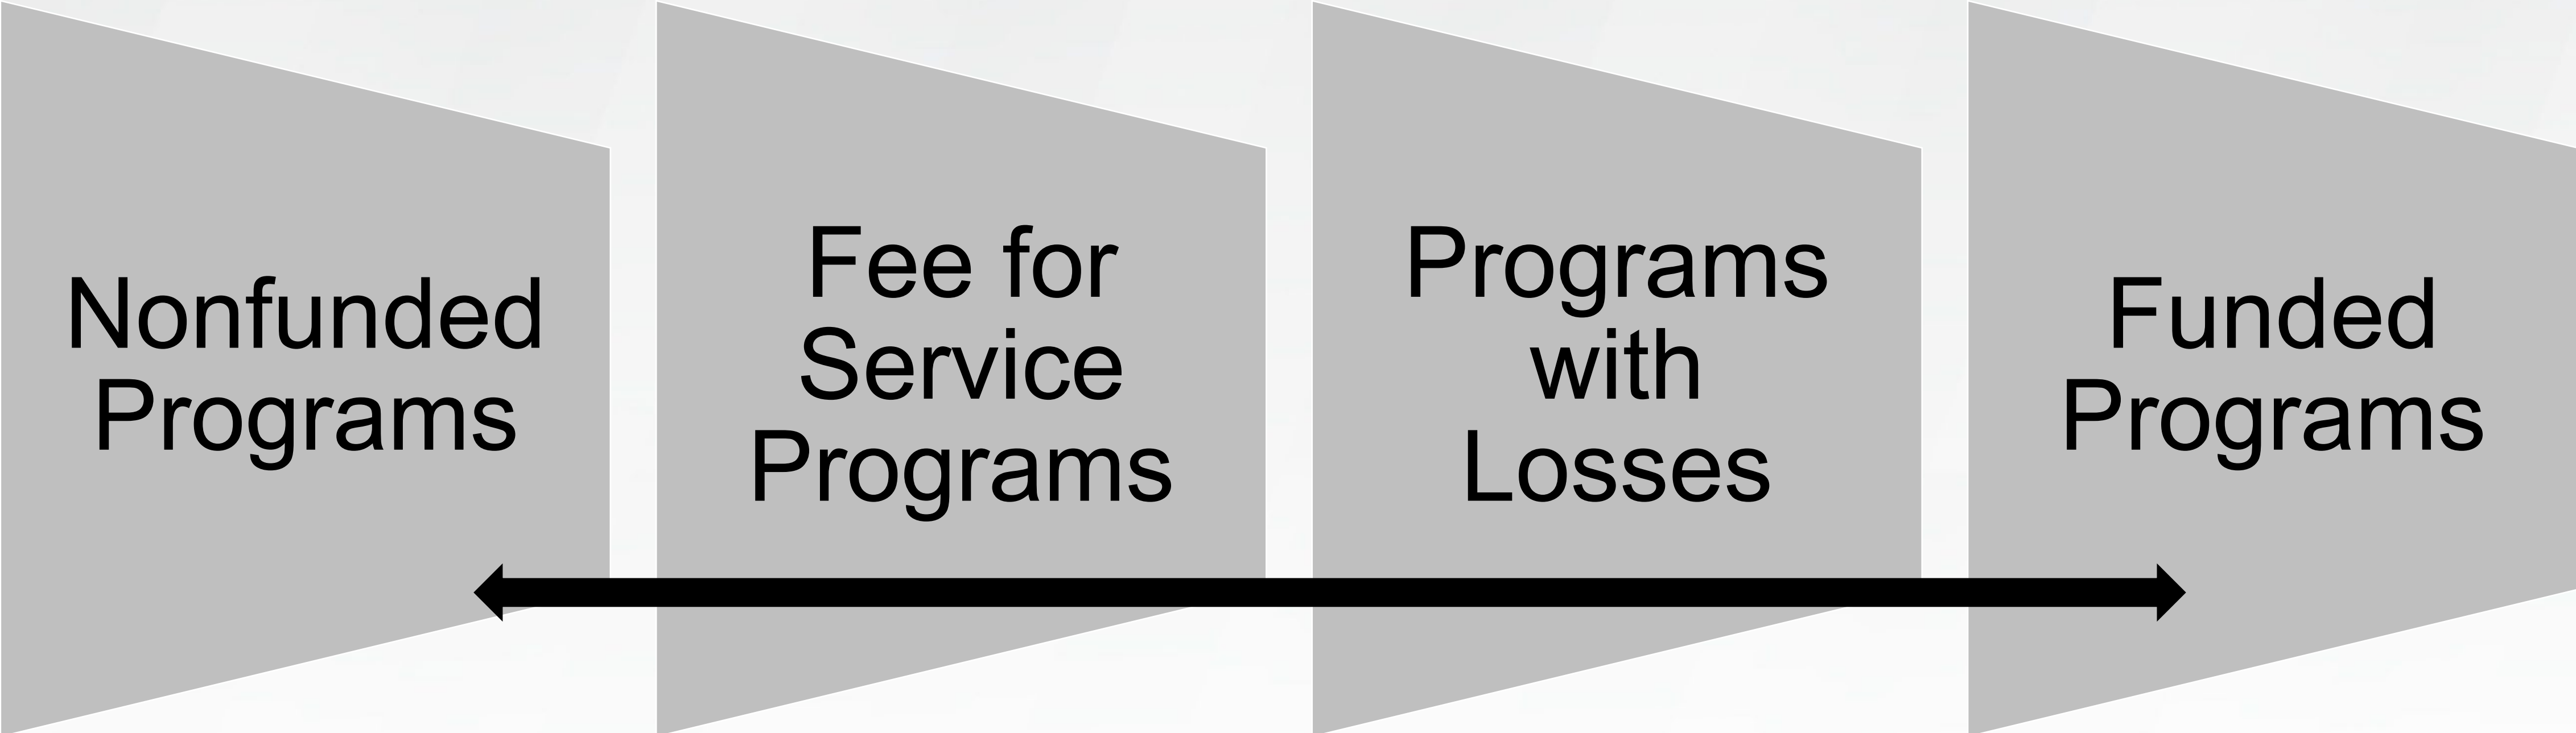 Nonfunded
Programs
Fee for
Service
Programs
Programs
with
Losses
Funded
Programs